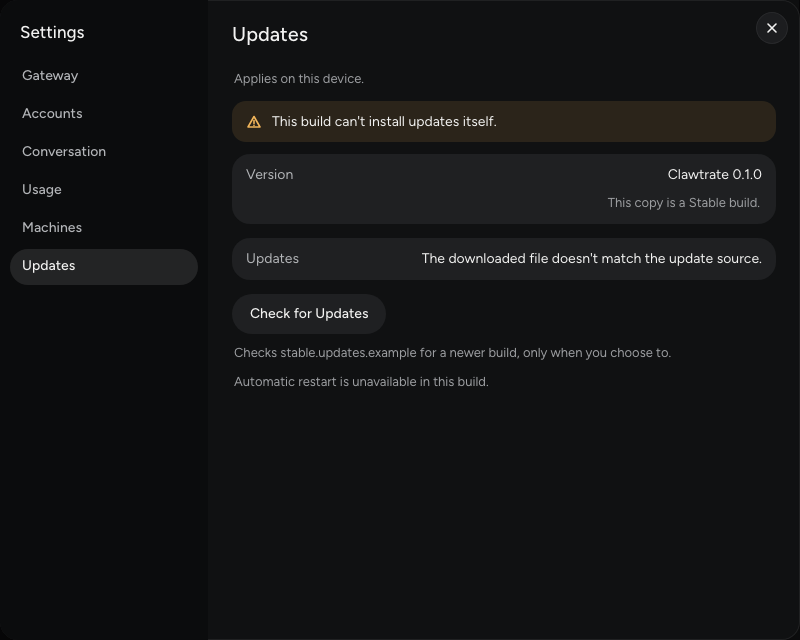 Settings
Gateway
Accounts
Conversation
Usage
Machines
Updates
Updates
Applies on this device.
This build can't install updates itself.
Version
Clawtrate 0.1.0
This copy is a Stable build.
Updates
The downloaded file doesn't match the update source.
Check for Updates
Checks stable.updates.example for a newer build, only when you choose to.
Automatic restart is unavailable in this build.